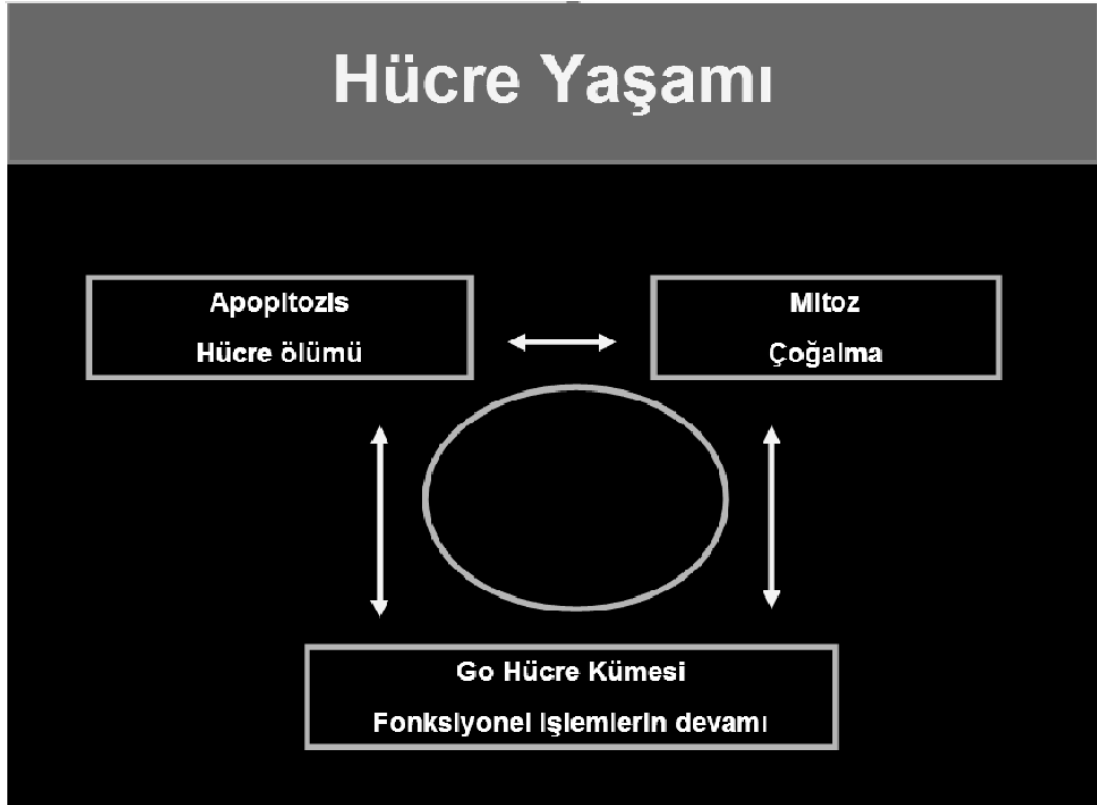 Hücre Yaşamı
Apopitozis
Hücre ölümü
Mitoz
Çoğalma
Go Hücre Kümesi
Fonksiyonel işlemlerin devamı